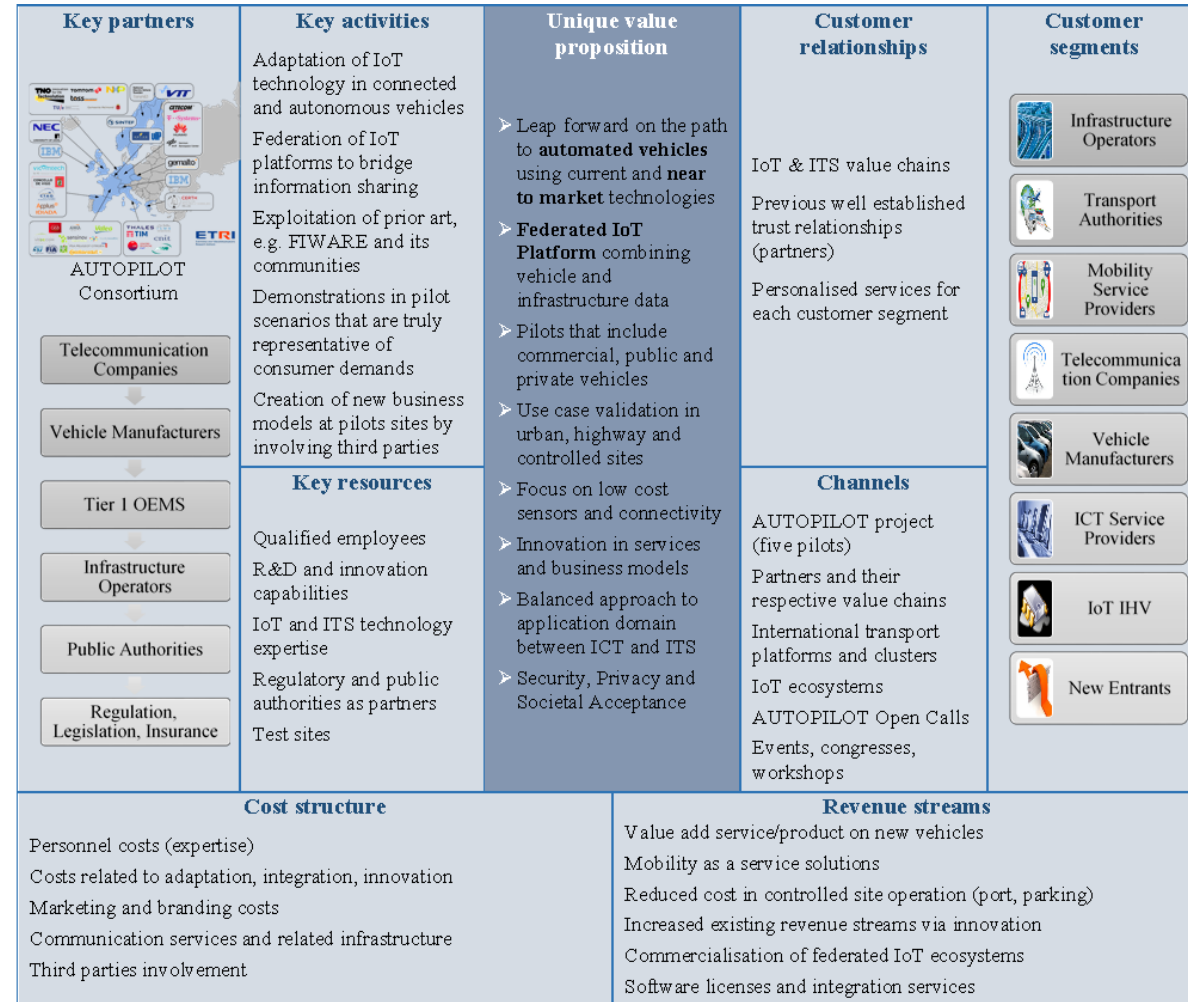 Key partners
TNO
tomtom
NXP
tass
VTT
NEC
SINTEF
IBM
gemalto
IBM
CERTH
THALES
TIM
ETRI
AUTOPILOT
Consortium
Telecommunication
Companies
Vehicle Manufacturers
Tier 1 OEMS
Infrastructure
Operators
Public Authorities
Regulation,
Legislation, Insurance
Key activities
Adaptation of IoT
technology in connected
and autonomous vehicles
Federation of IoT
platforms to bridge
information sharing
Exploitation of prior art,
e.g. FIWARE and its
communities
Demonstrations in pilot
scenarios that are truly
representative of
consumer demands
Creation of new business
models at pilots sites by
involving third parties
Key resources
Qualified employees
R&D and innovation
capabilities
IoT and ITS technology
expertise
Regulatory and public
authorities as partners
Test sites
Unique value
proposition
Leap forward on the path
to automated vehicles
using current and near
to market technologies
Federated IoT
Platform combining
vehicle and
infrastructure data
Pilots that include
commercial, public and
private vehicles
Use case validation in
urban, highway and
controlled sites
Focus on low cost
sensors and connectivity
Innovation in services
and business models
Balanced approach to
application domain
between ICT and ITS
Security, Privacy and
Societal Acceptance
Customer
relationships
IoT & ITS value chains
Previous well established
trust relationships
(partners)
Personalised services for
each customer segment
Channels
AUTOPILOT project
(five pilots)
Partners and their
respective value chains
International transport
platforms and clusters
IoT ecosystems
AUTOPILOT Open Calls
Events, congresses,
workshops
Customer
segments
Infrastructure
Operators
Transport
Authorities
Mobility
Service
Providers
Telecommunica
tion Companies
Vehicle
Manufacturers
ICT Service
Providers
IoT IHV
New Entrants
Cost structure
Personnel costs (expertise)
Costs related to adaptation, integration, innovation
Marketing and branding costs
Communication services and related infrastructure
Third parties involvement
Revenue streams
Value add service/product on new vehicles
Mobility as a service solutions
Reduced cost in controlled site operation (port, parking)
Increased existing revenue streams via innovation
Commercialisation of federated IoT ecosystems
Software licenses and integration services